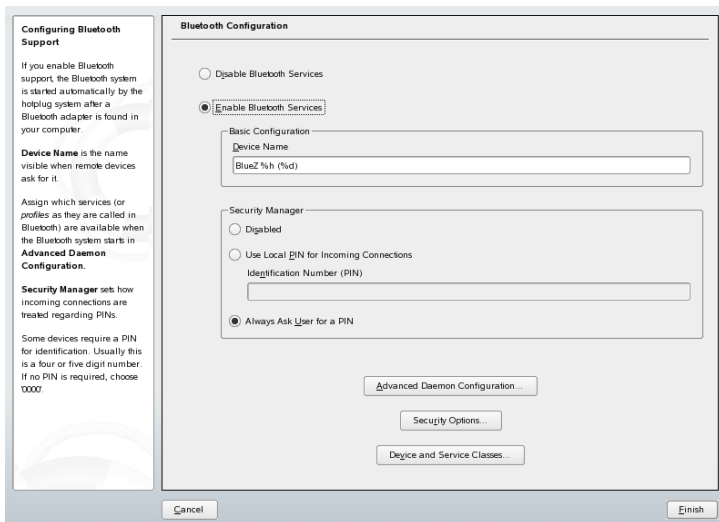 Configuring Bluetooth
Support
If you enable Bluetooth
support, the Bluetooth system
is started automatically by the
hotplug system after a
Bluetooth adapter is found in
your computer.
Device Name is the name
visible when remote devices
ask for it.
Assign which services (or
profiles as they are called in
Bluetooth) are available when
the Bluetooth system starts in
Advanced Daemon
Configuration.
Security Manager sets how
incoming connections are
treated regarding PINs.
Some devices require a PIN
for identification. Usually this
is a four or five digit number.
If no PIN is required, choose
'0000'.
Bluetooth Configuration
Disable Bluetooth Services
Enable Bluetooth Services
Basic Configuration
Device Name
BlueZ %h (%d)
Security Manager
Disabled
Use Local PIN for Incoming Connections
Identification Number (PIN)
Always Ask User for a PIN
Advanced Daemon Configuration...
Security Options...
Device and Service Classes...
Cancel
Finish